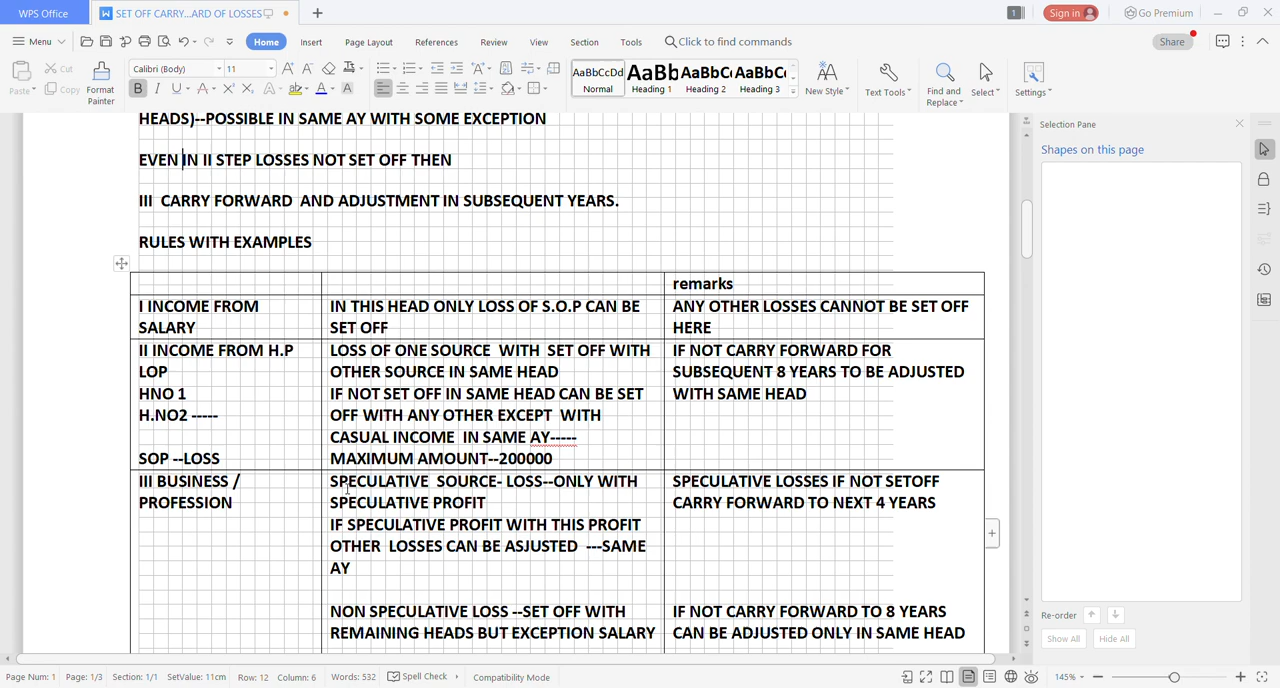 WPS Office
SET OFF CARRY...ARD OF LOSSES
1
Sign in
Go Premium
Menu
Home
Insert
Page Layout
References
Review
View
Section
Tools
Click to find commands
Share
Paste
Cut
Copy
Format
Painter
Calibri (Body)
11
AaBbCcDd
Normal
AaBb
Heading 1
AaBbC
Heading 2
AaBbC
Heading 3
New Style
Text Tools
Find and
Replace
Select
Settings
HEADS)--POSSIBLE IN SAME AY WITH SOME EXCEPTION
EVEN IN II STEP LOSSES NOT SET OFF THEN
III CARRY FORWARD AND ADJUSTMENT IN SUBSEQUENT YEARS.
RULES WITH EXAMPLES
remarks
I INCOME FROM
SALARY
IN THIS HEAD ONLY LOSS OF S.O.P CAN BE
SET OFF
ANY OTHER LOSSES CANNOT BE SET OFF
HERE
II INCOME FROM H.P
LOP
HNO 1
H.NO2 -----
SOP --LOSS
LOSS OF ONE SOURCE WITH SET OFF WITH
OTHER SOURCE IN SAME HEAD
IF NOT SET OFF IN SAME HEAD CAN BE SET
OFF WITH ANY OTHER EXCEPT WITH
CASUAL INCOME IN SAME AY-----
MAXIMUM AMOUNT--200000
IF NOT CARRY FORWARD FOR
SUBSEQUENT 8 YEARS TO BE ADJUSTED
WITH SAME HEAD
III BUSINESS /
PROFESSION
SPECULATIVE SOURCE- LOSS--ONLY WITH
SPECULATIVE PROFIT
IF SPECULATIVE PROFIT WITH THIS PROFIT
OTHER LOSSES CAN BE ASJUSTED ---SAME
AY
NON SPECULATIVE LOSS --SET OFF WITH
REMAINING HEADS BUT EXCEPTION SALARY
SPECULATIVE LOSSES IF NOT SETOFF
CARRY FORWARD TO NEXT 4 YEARS
IF NOT CARRY FORWARD TO 8 YEARS
CAN BE ADJUSTED ONLY IN SAME HEAD
Selection Pane
Shapes on this page
Re-order
Show All
Hide All
Page Num: 1
Page: 1/3
Section: 1/1
SetValue: 11cm
Row: 12
Column: 6
Words: 532
Spell Check
Compatibility Mode
145%